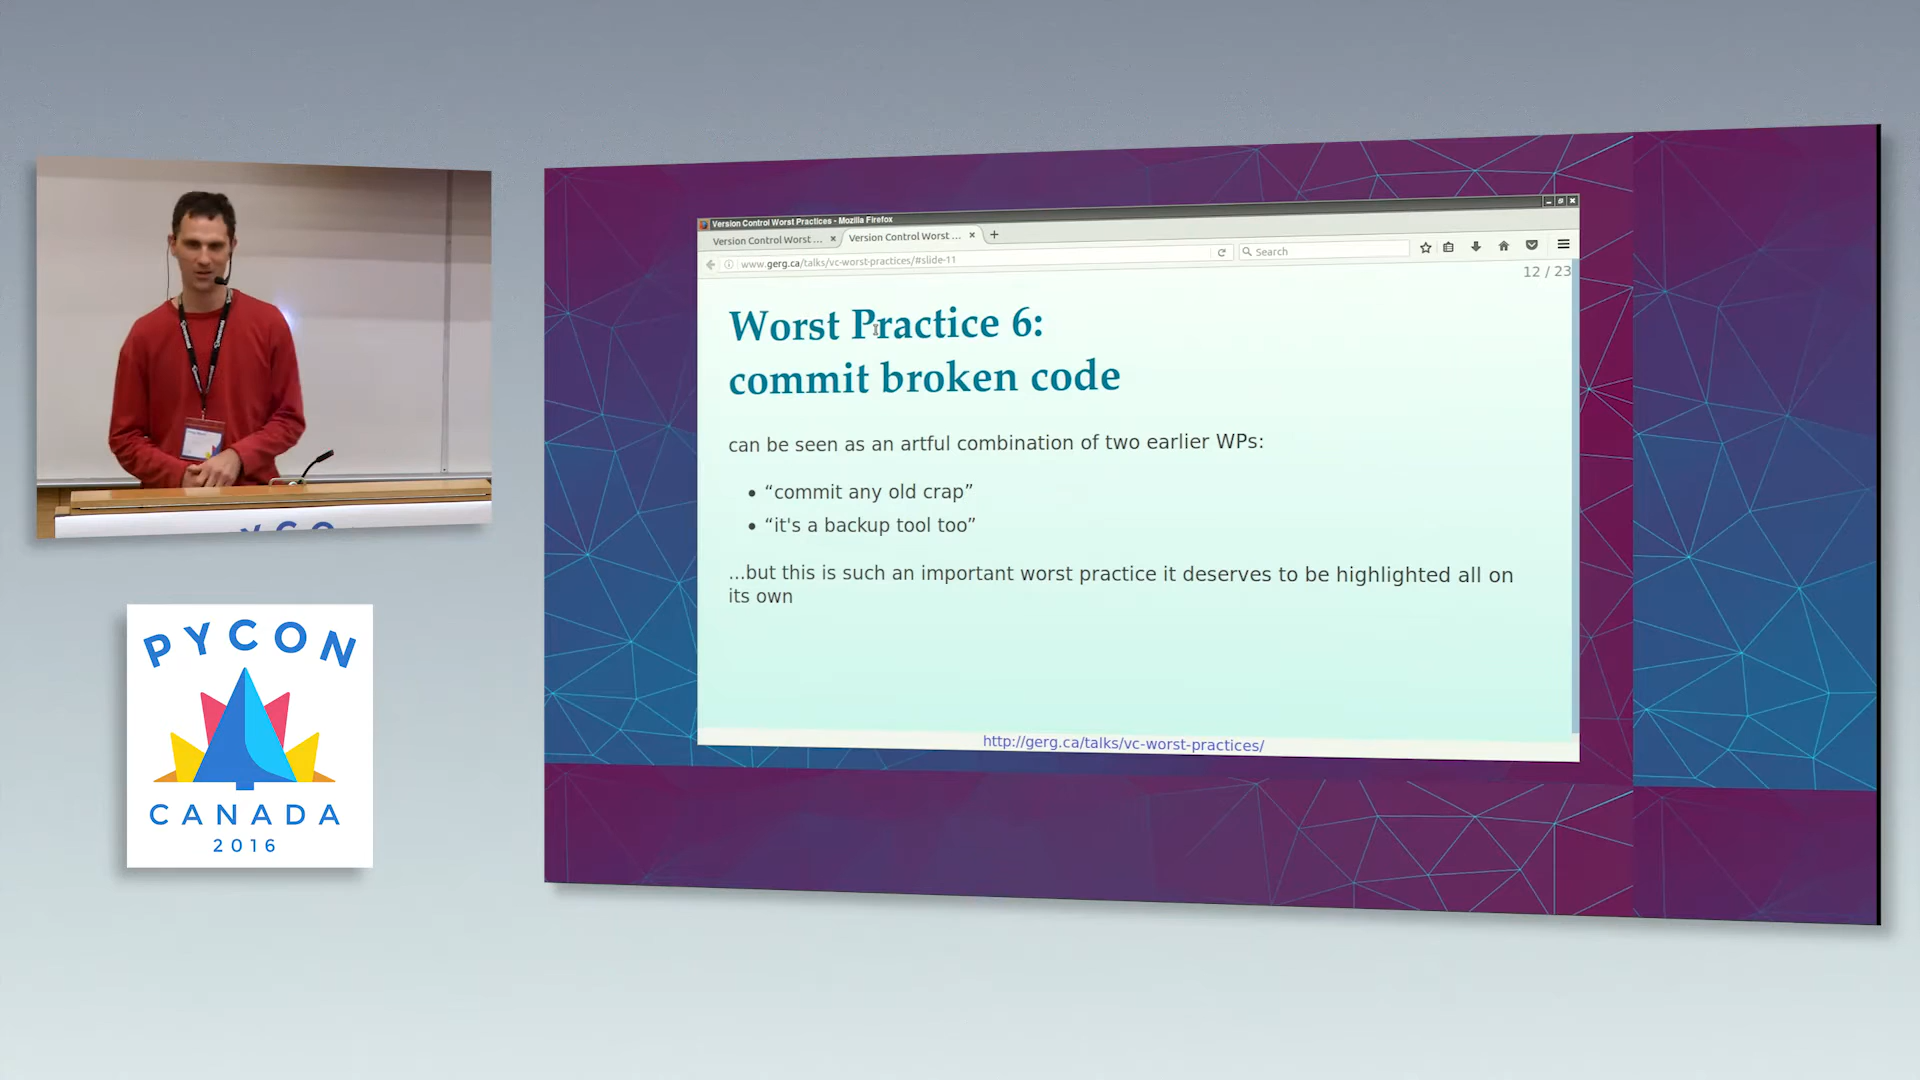 Version Control Worst Practices - Mozilla Firefox
Version Control Worst ...
Version Control Worst ...
www.gerg.ca/talks/vc-worst-practices/#slide-11
Search
12 / 23
Worst Practice 6:
commit broken code
can be seen as an artful combination of two earlier WPs:
• “commit any old crap”
• “it's a backup tool too”
...but this is such an important worst practice it deserves to be highlighted all on
its own
http://gerg.ca/talks/vc-worst-practices/
PYCO
PYCON
CANADA
2016